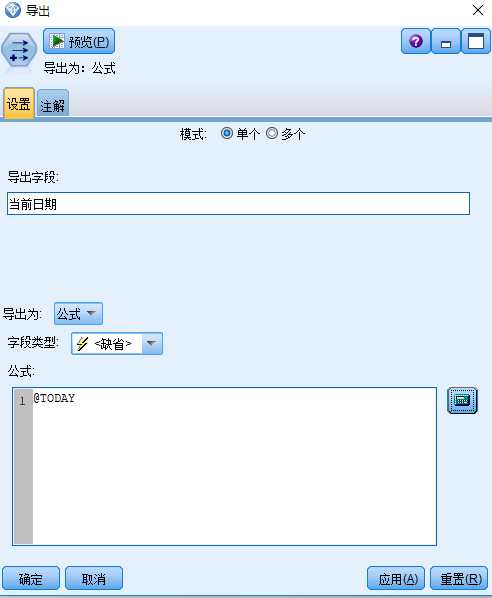 导出
预览(P)
导出为：公式
设置 注解
模式: 单个 多个
导出字段:
当前日期
导出为: 公式
字段类型: <缺省>
公式:
1 @TODAY
确定 取消 应用(A) 重置(R)